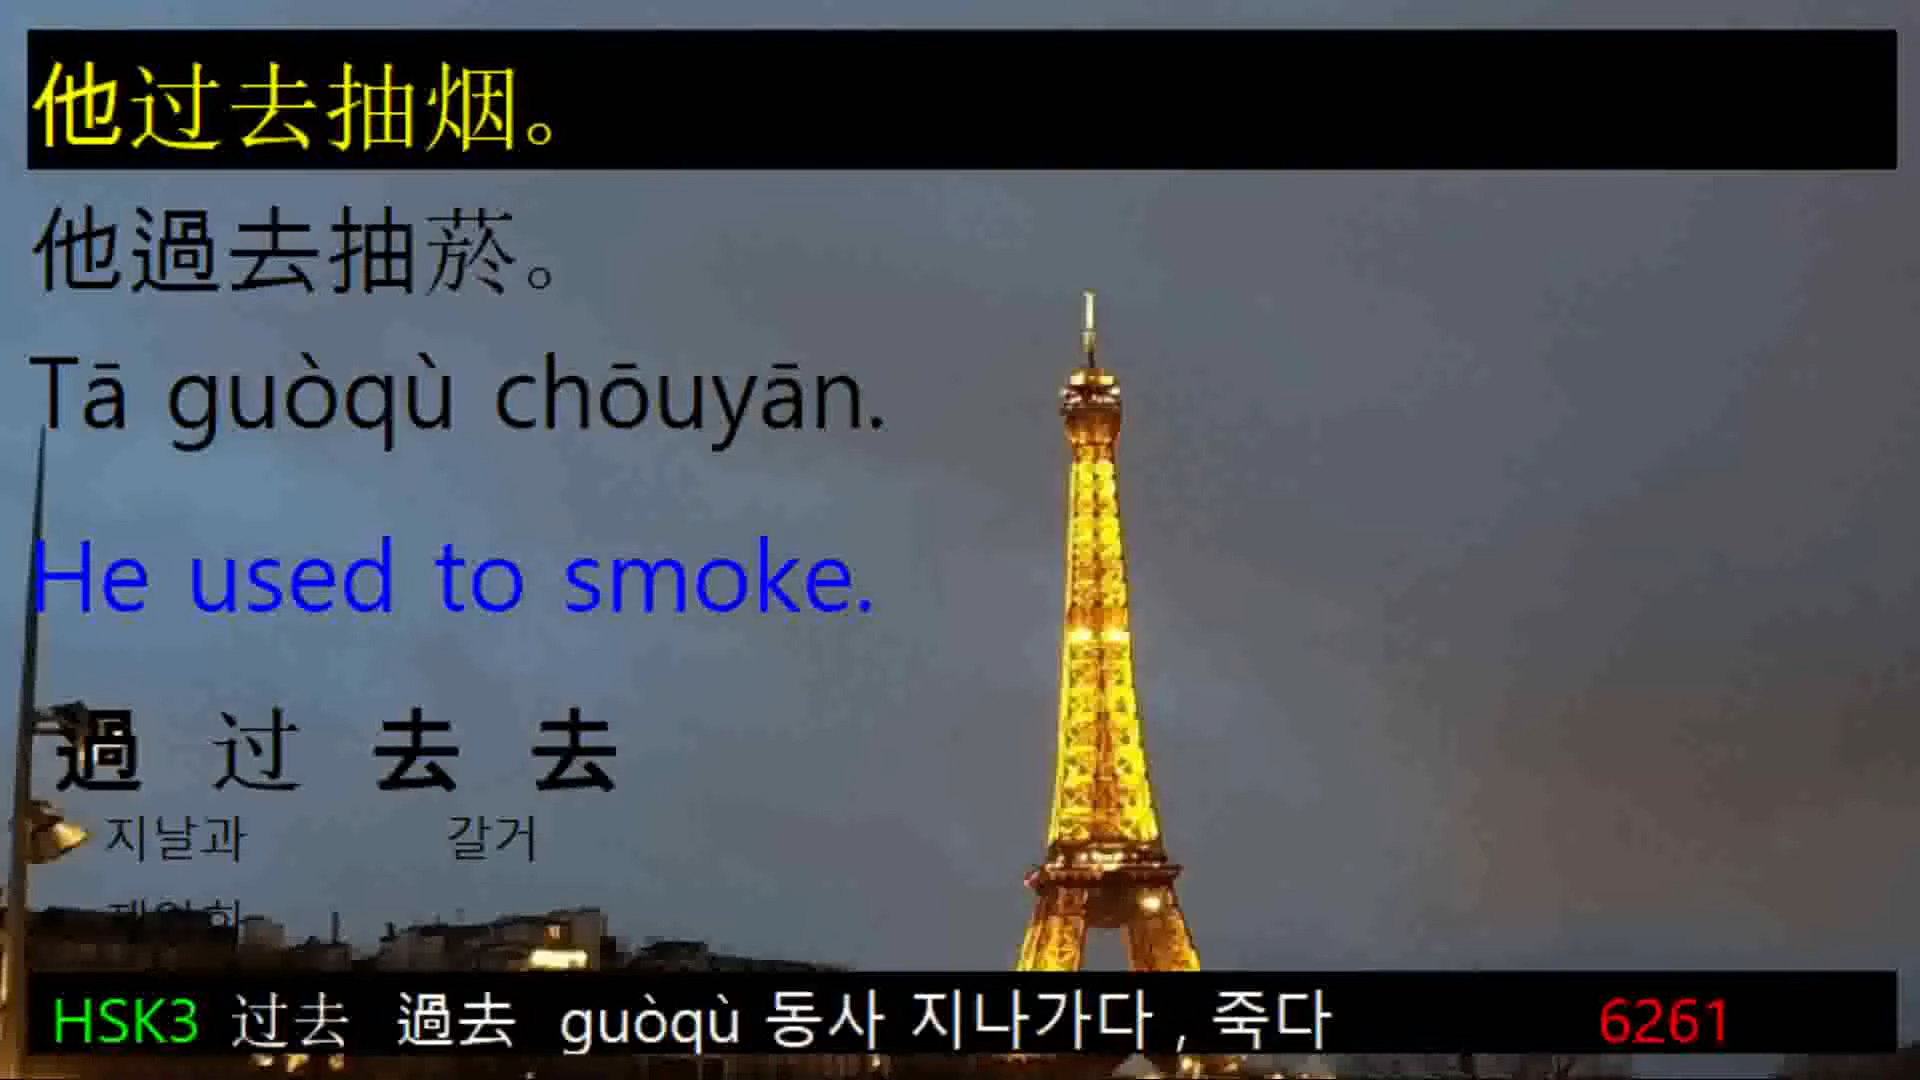 他过去抽烟。
他過去抽菸。
Tā guòqù chōuyān.
He used to smoke.
過 过 去 去
지날과 갈거
HSK3 过去 過去 guòqù 동사 지나가다 , 죽다 6261